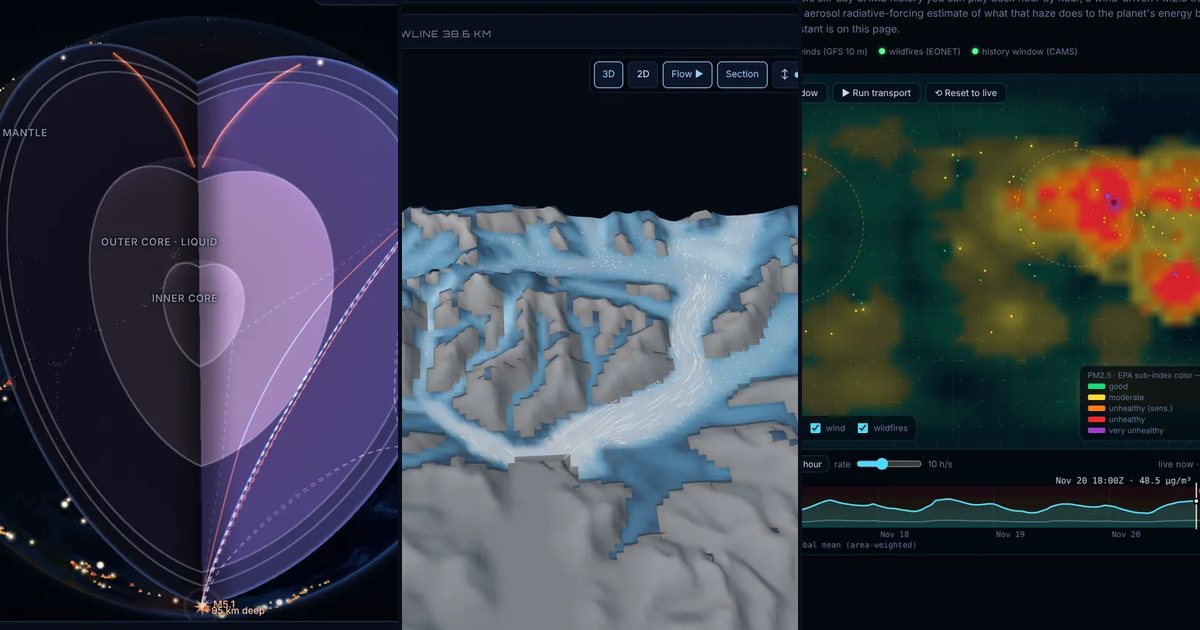 MANTLE
OUTER CORE · LIQUID
INNER CORE
M5.1
95 km deep
WLINE 38.6 KM
3D
2D
Flow ▶
Section
aerosol radiative-forcing estimate of what that haze does to the planet's energy b
stant is on this page.
winds (GFS 10 m)
wildfires (EONET)
history window (CAMS)
dow
▶ Run transport
⟲ Reset to live
2
1
PM2.5 · EPA sub-index color —
good
moderate
unhealthy (sens.)
unhealthy
very unhealthy
wind
wildfires
hour
rate
10 h/s
live now ·
Nov 20 18:00Z · 48.5 µg/m³
Nov 18
Nov 19
Nov 20
bal mean (area-weighted)